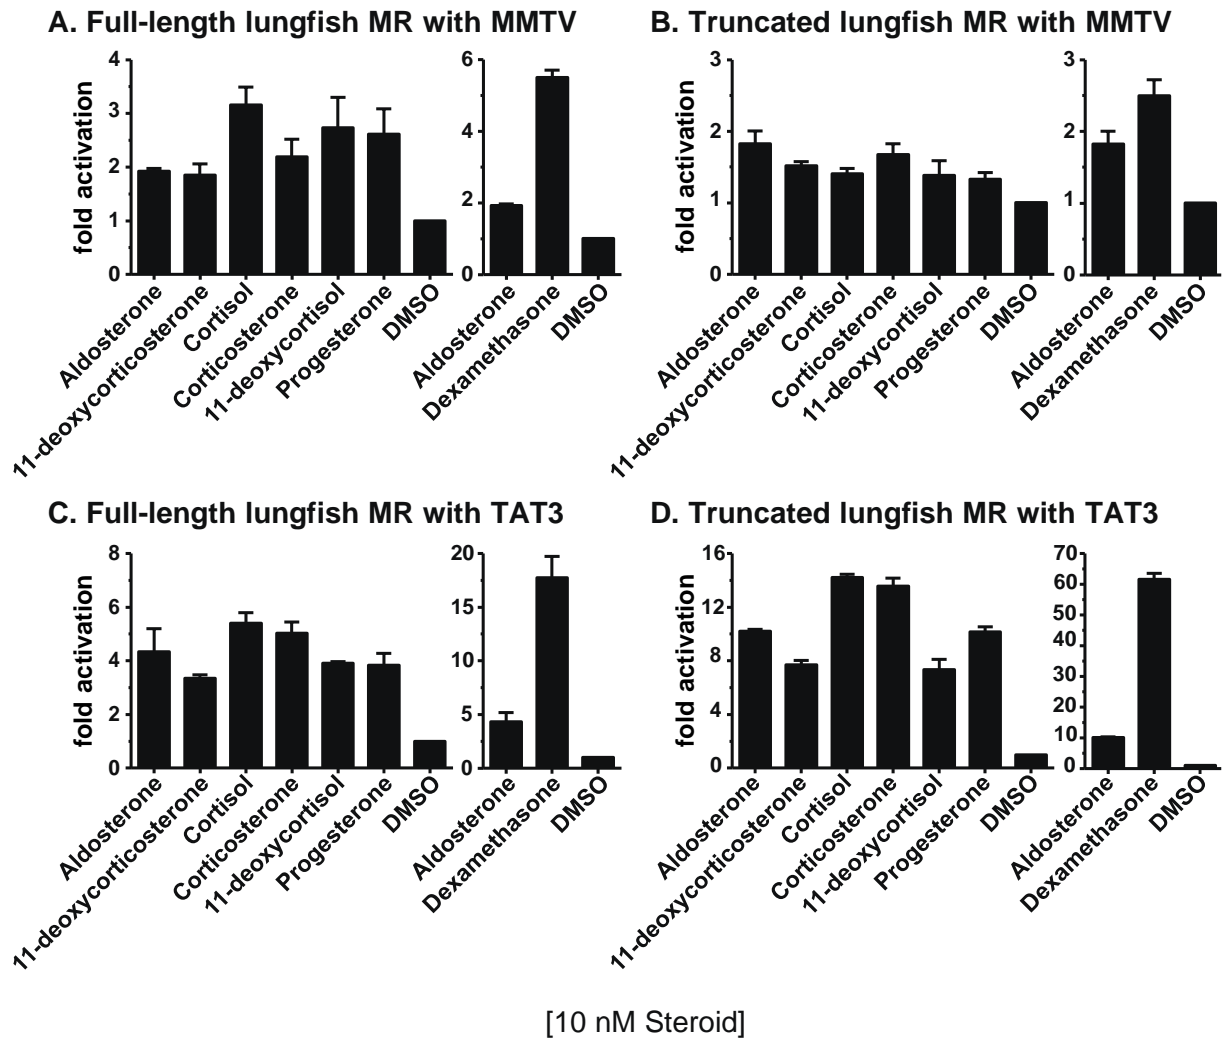 A. Full-length lungfish MR with MMTV
fold activation
4
3
2
1
0
Aldosterone
11-deoxycorticosterone
Cortisol
Corticosterone
11-deoxycortisol
Progesterone
DMSO
6
4
2
0
Aldosterone
Dexamethasone
DMSO
B. Truncated lungfish MR with MMTV
fold activation
3
2
1
0
Aldosterone
11-deoxycorticosterone
Cortisol
Corticosterone
11-deoxycortisol
Progesterone
DMSO
3
2
1
0
Aldosterone
Dexamethasone
DMSO
C. Full-length lungfish MR with TAT3
fold activation
8
6
4
2
0
Aldosterone
11-deoxycorticosterone
Cortisol
Corticosterone
11-deoxycortisol
Progesterone
DMSO
20
15
10
5
0
Aldosterone
Dexamethasone
DMSO
D. Truncated lungfish MR with TAT3
fold activation
16
12
8
4
0
Aldosterone
11-deoxycorticosterone
Cortisol
Corticosterone
11-deoxycortisol
Progesterone
DMSO
70
60
50
40
30
20
10
0
Aldosterone
Dexamethasone
DMSO
[10 nM Steroid]